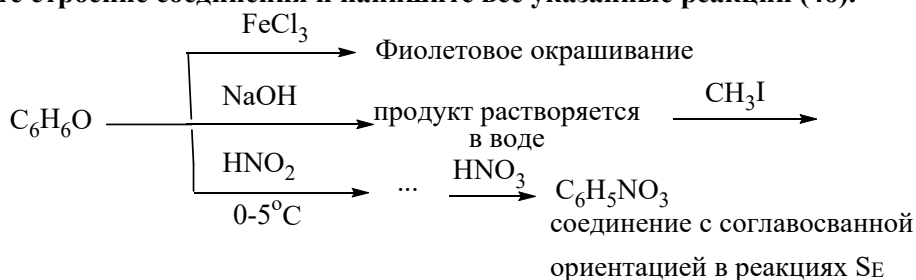 те строение соединения и напишите все указанные реакции (4б).
FeCl3
Фиолетовое окрашивание
NaOH
CH3I
C6H6O
продукт растворяется
в воде
HNO2
HNO3
...
C6H5NO3
0-5°C
соединение с соглавосванной
ориентацией в реакциях SE